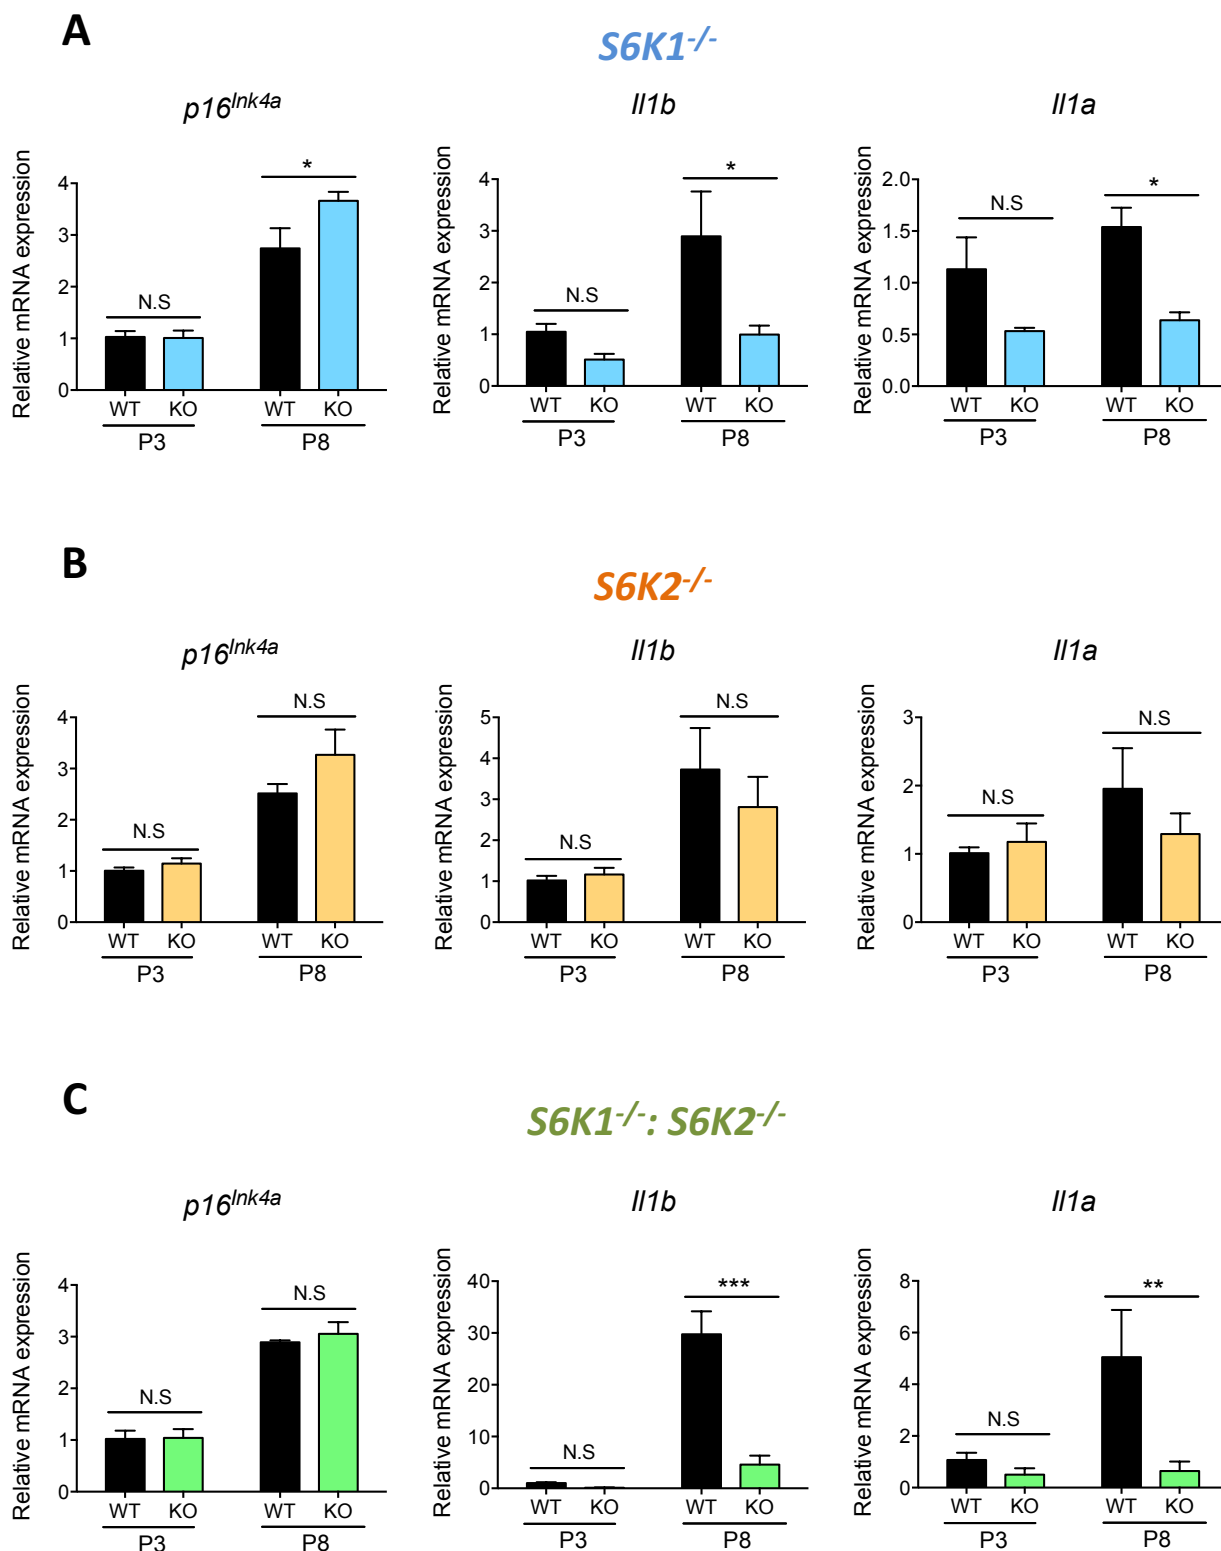 A
S6K1-/-
p16Ink4a
Il1b
Il1a
Relative mRNA expression
4
3
2
1
0
N.S
*
WT
KO
WT
KO
P3
P8
Relative mRNA expression
4
3
2
1
0
N.S
*
WT
KO
WT
KO
P3
P8
Relative mRNA expression
2.0
1.5
1.0
0.5
0.0
N.S
*
WT
KO
WT
KO
P3
P8
B
S6K2-/-
p16Ink4a
Il1b
Il1a
Relative mRNA expression
4
3
2
1
0
N.S
N.S
WT
KO
WT
KO
P3
P8
Relative mRNA expression
5
4
3
2
1
0
N.S
N.S
WT
KO
WT
KO
P3
P8
Relative mRNA expression
3
2
1
0
N.S
N.S
WT
KO
WT
KO
P3
P8
C
S6K1-/-: S6K2-/-
p16Ink4a
Il1b
Il1a
Relative mRNA expression
4
3
2
1
0
N.S
N.S
WT
KO
WT
KO
P3
P8
Relative mRNA expression
40
30
20
10
0
N.S
***
WT
KO
WT
KO
P3
P8
Relative mRNA expression
8
6
4
2
0
N.S
**
WT
KO
WT
KO
P3
P8